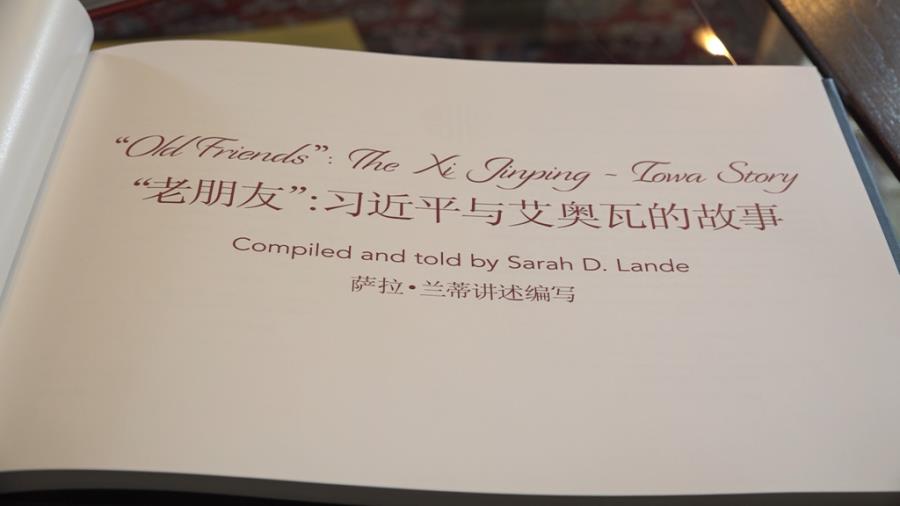 “Old Friends”: The Xi Jinping - Iowa Story
“老朋友”:习近平与艾奥瓦的故事
Compiled and told by Sarah D. Lande
萨拉•兰蒂讲述编写